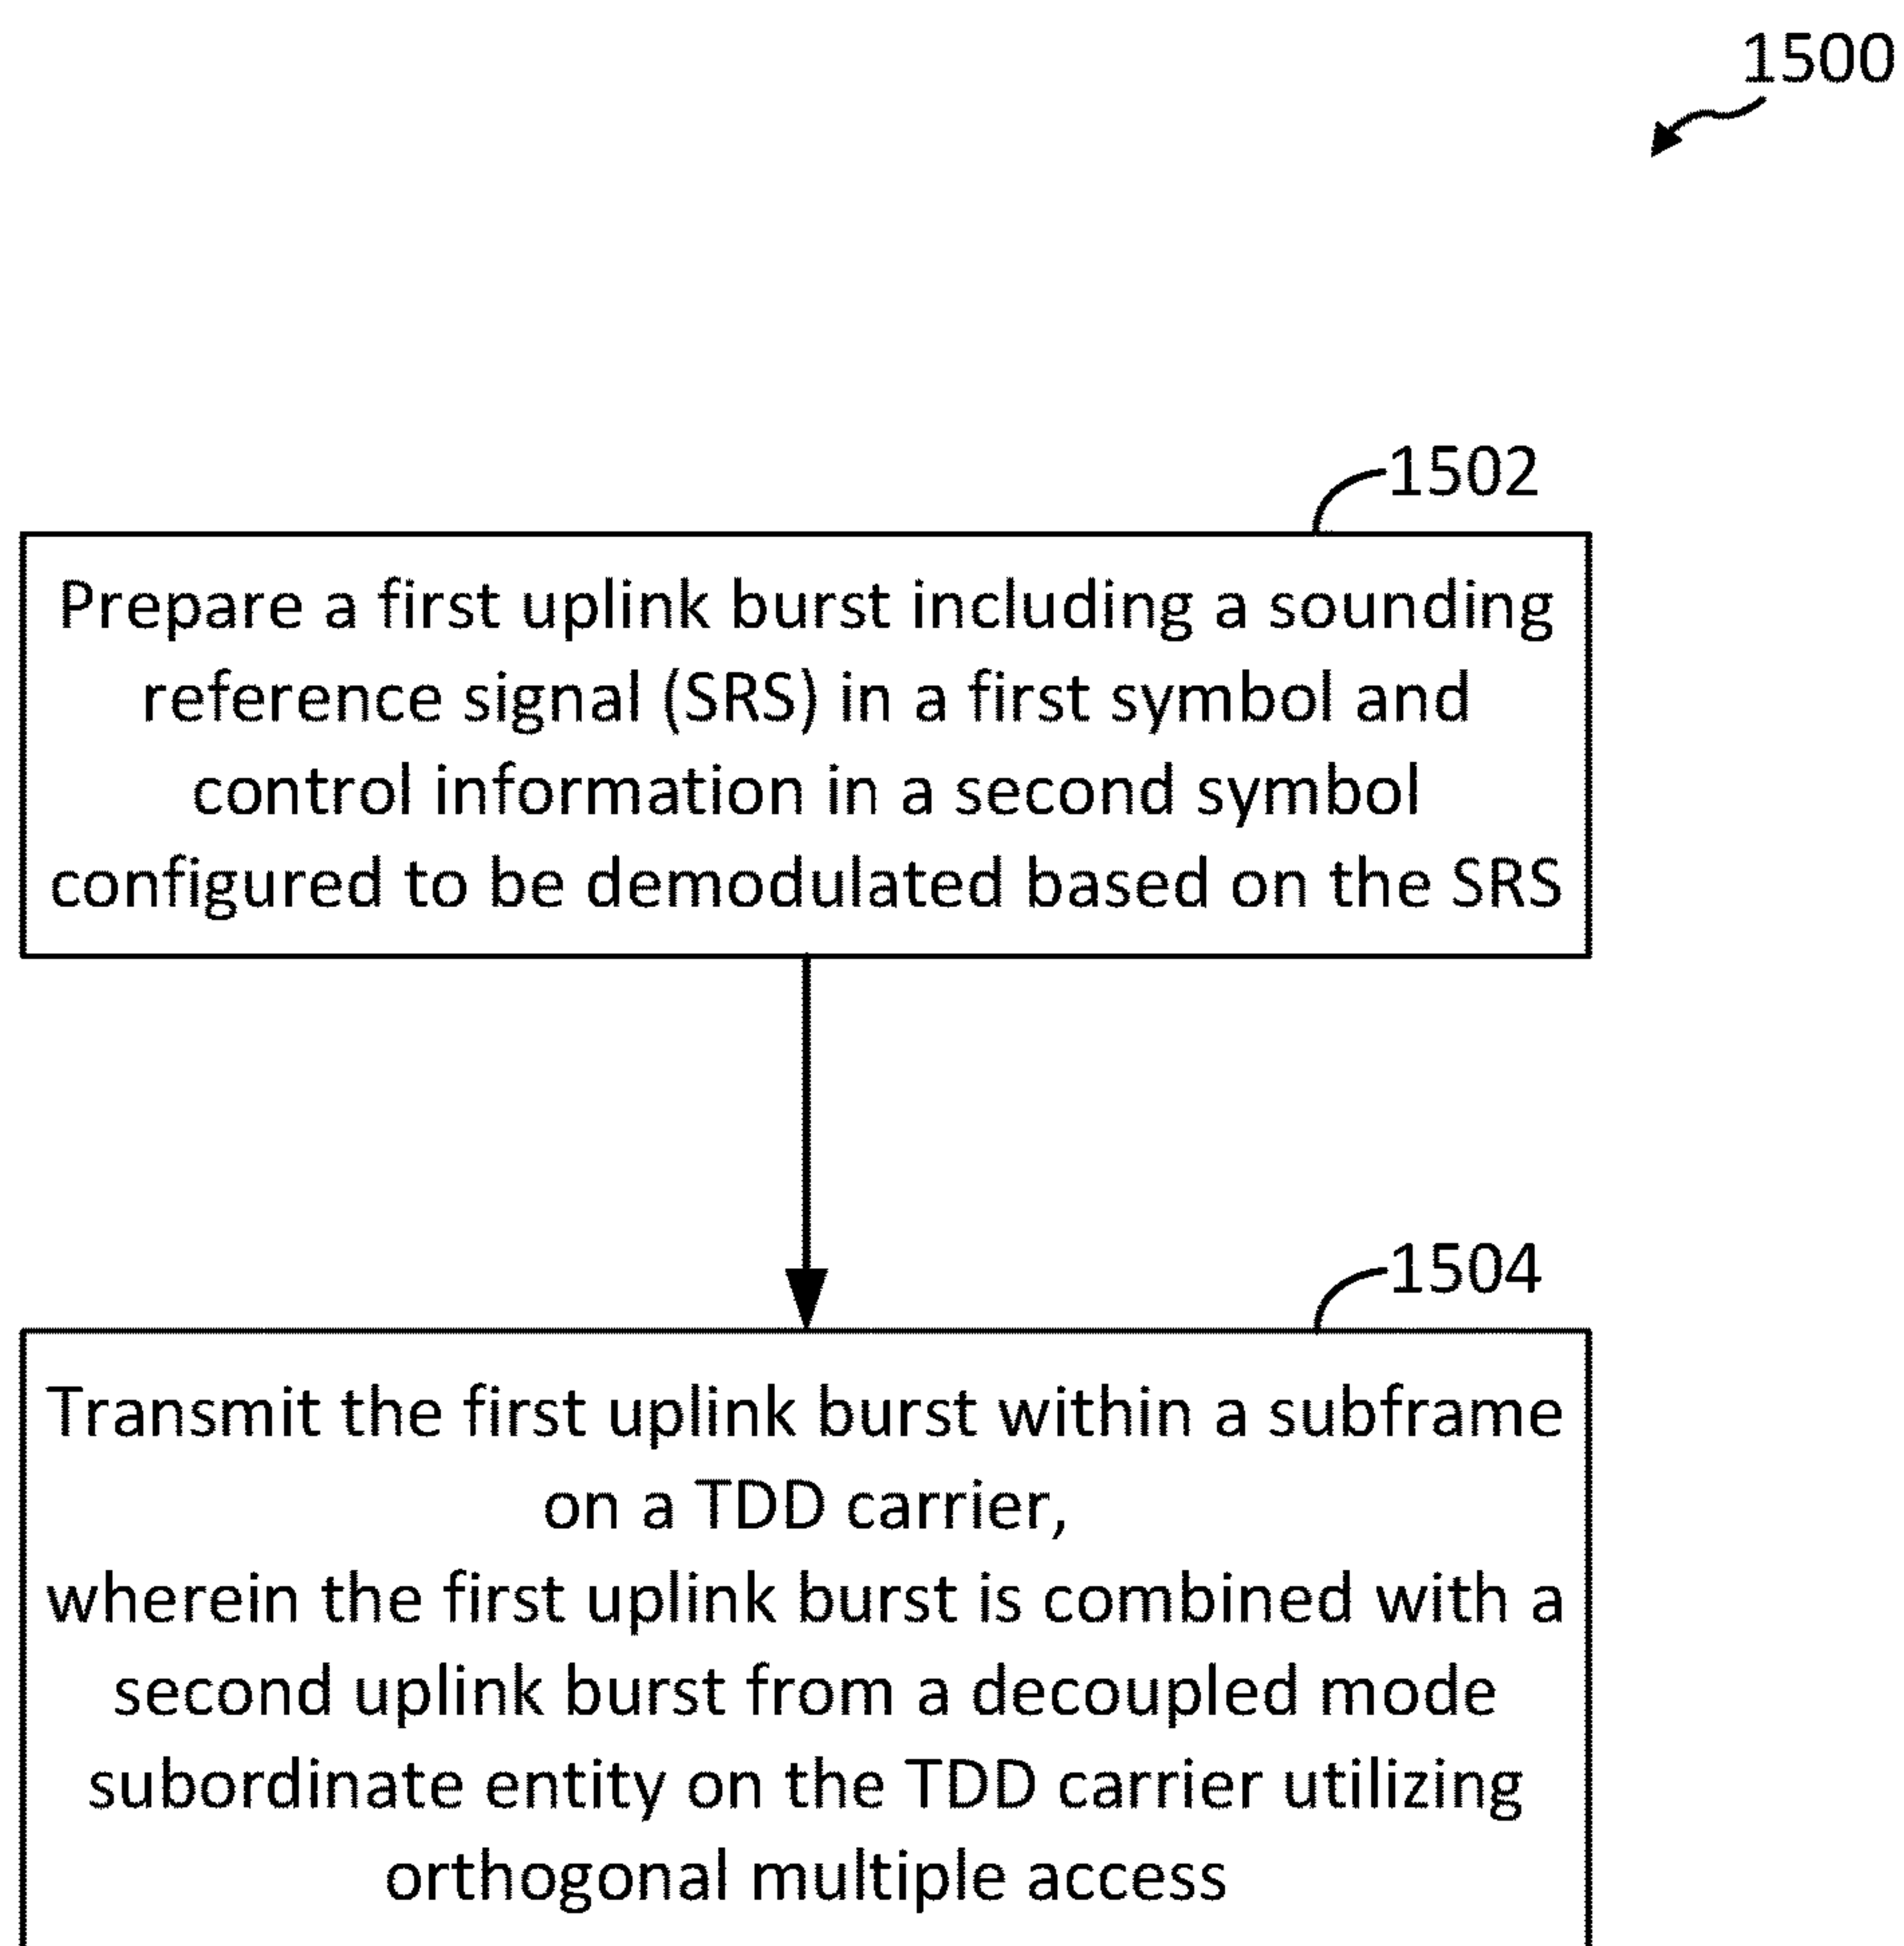 1500
1502
Prepare a first uplink burst including a sounding
reference signal (SRS) in a first symbol and
control information in a second symbol
configured to be demodulated based on the SRS
1504
Transmit the first uplink burst within a subframe
on a TDD carrier,
wherein the first uplink burst is combined with a
second uplink burst from a decoupled mode
subordinate entity on the TDD carrier utilizing
orthogonal multiple access